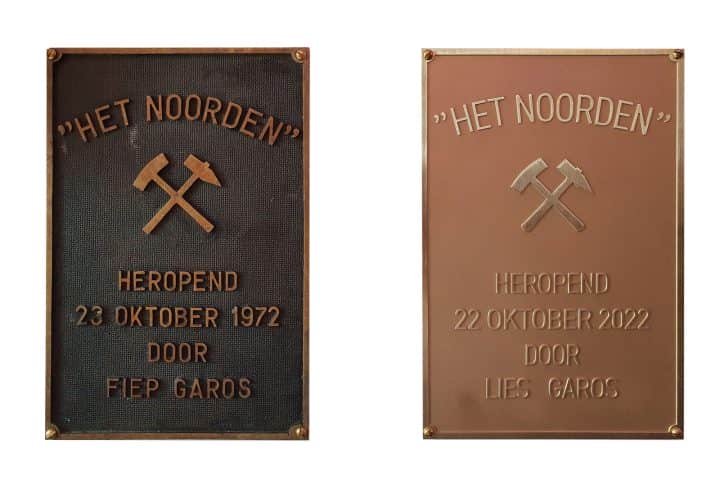 ”HET NOORDEN”
HEROPEND
23 OKTOBER 1972
DOOR
FIEP GAROS
”HET NOORDEN”
HEROPEND
22 OKTOBER 2022
DOOR
LIES GAROS